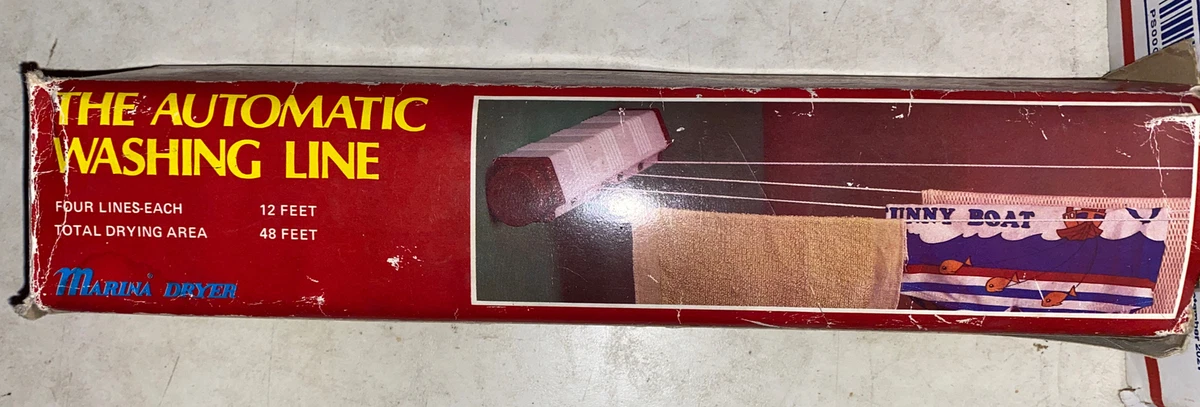 THE AUTOMATIC
WASHING LINE
FOUR LINES-EACH 12 FEET
TOTAL DRYING AREA 48 FEET
MARINA DRYER
UNNY BOAT